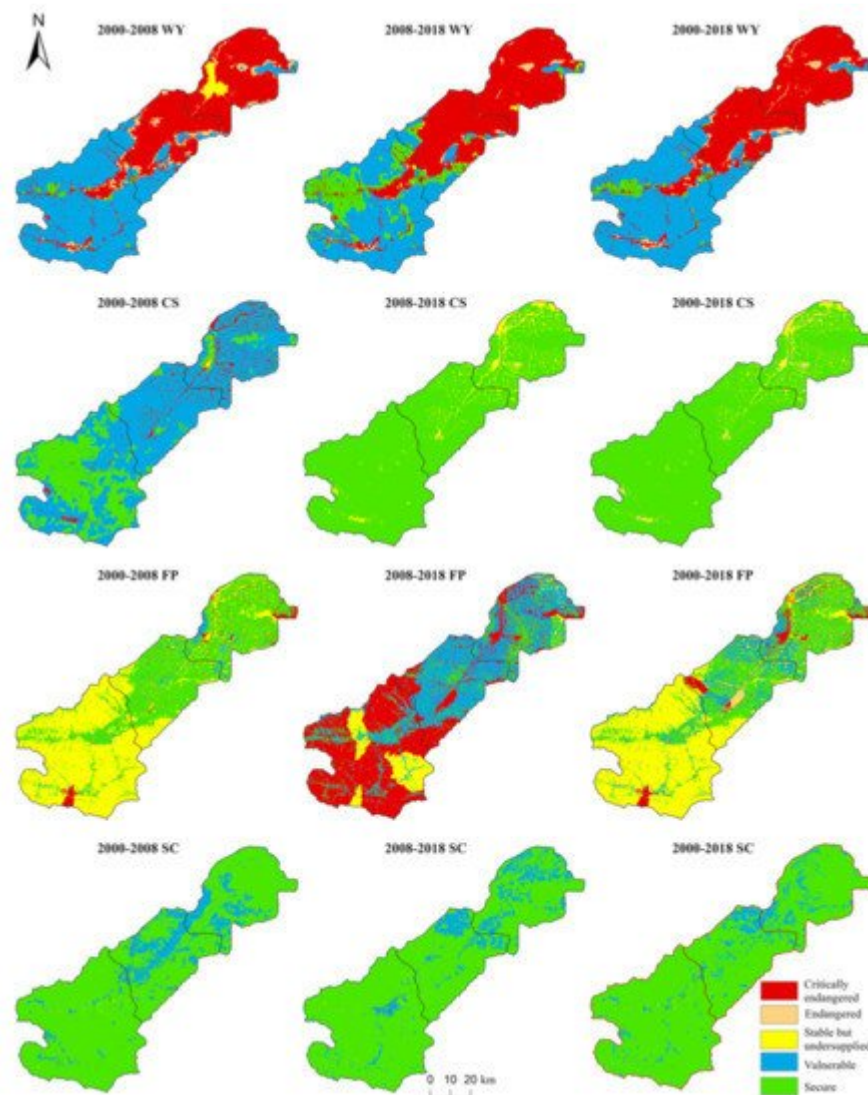 N
2000-2008 WY
2008-2018 WY
2000-2018 WY
2000-2008 CS
2008-2018 CS
2000-2018 CS
2000-2008 FP
2008-2018 FP
2000-2018 FP
2000-2008 SC
2008-2018 SC
2000-2018 SC
Critically
endangered
Endangered
Stable but
undersupplied
Vulnerable
Secure
0 10 20 km